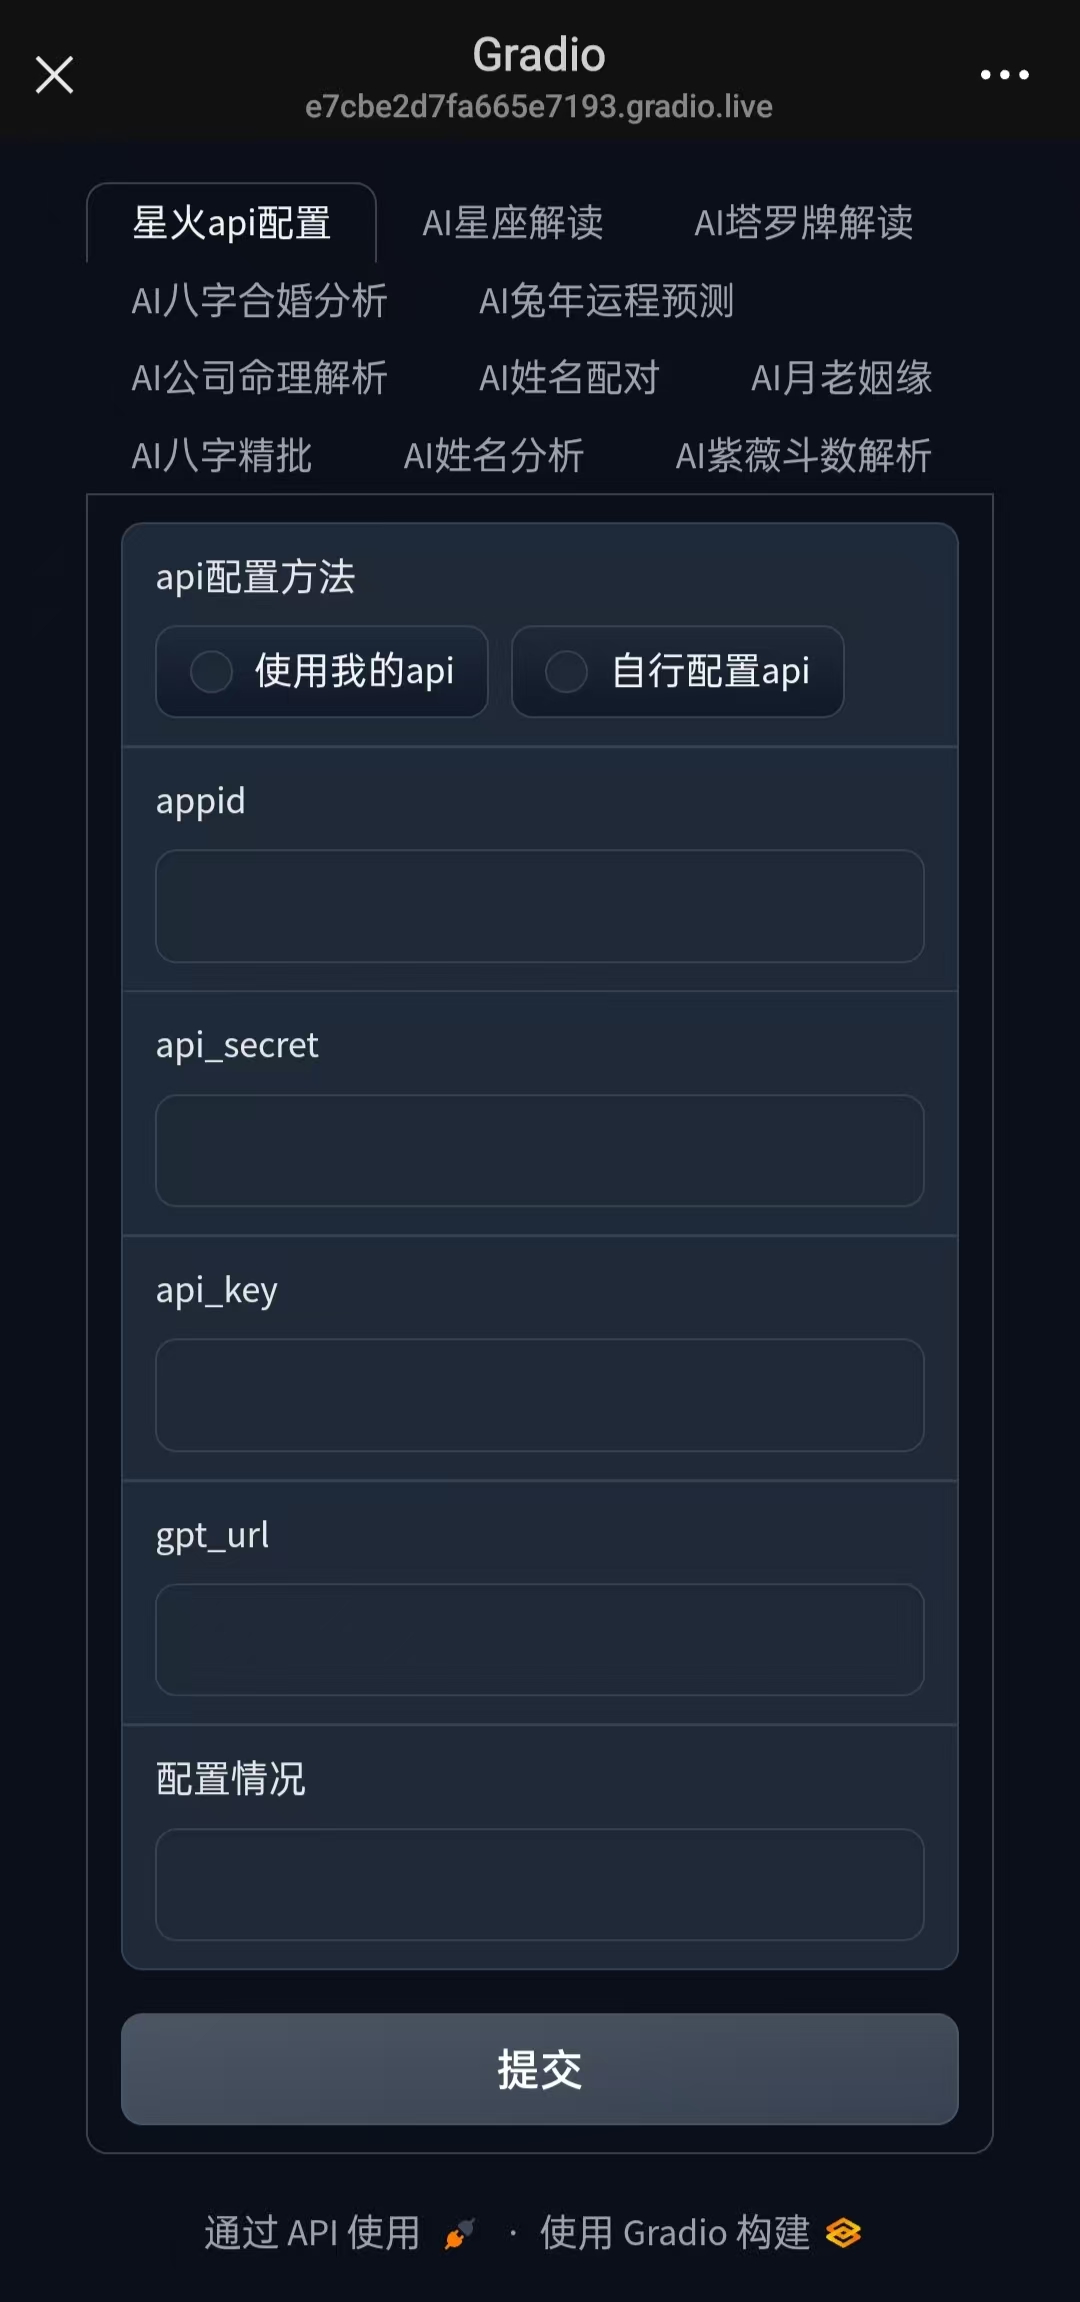 Gradio
e7cbe2d7fa665e7193.gradio.live
星火api配置 AI星座解读 AI塔罗牌解读
AI八字合婚分析 AI兔年运程预测
AI公司命理解析 AI姓名配对 AI月老姻缘
AI八字精批 AI姓名分析 AI紫薇斗数解析
api配置方法
使用我的api 自行配置api
appid
api_secret
api_key
gpt_url
配置情况
提交
通过 API 使用 · 使用 Gradio 构建